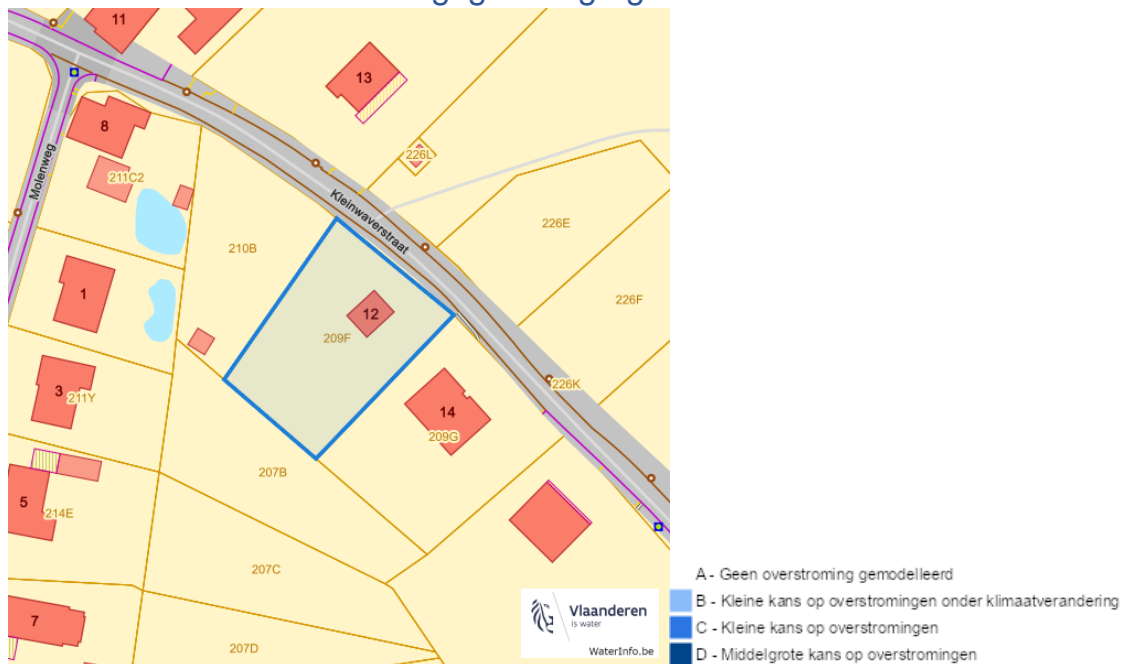 11
13
8
226L
Molenweg
211C2
Kleinwaverstraat
226E
210B
1
226F
12
209F
226K
3
211Y
14
209G
207B
5
214E
207C
A - Geen overstroming gemodelleerd
B - Kleine kans op overstromingen onder klimaatverandering
Vlaanderen
is water
7
C - Kleine kans op overstromingen
207D
WaterInfo.be
D - Middelgrote kans op overstromingen